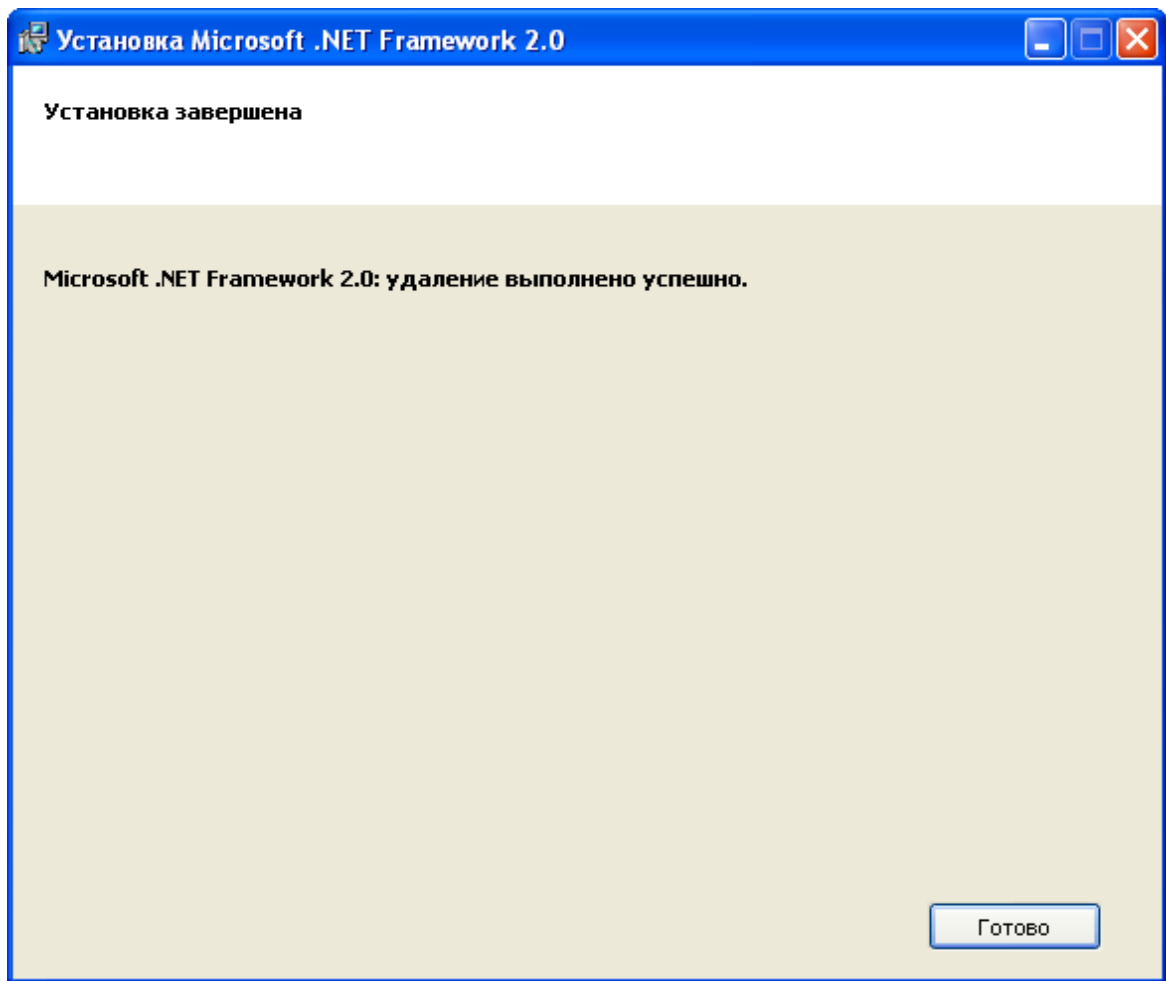 Установка Microsoft .NET Framework 2.0
Установка завершена
Microsoft .NET Framework 2.0: удаление выполнено успешно.
Готово